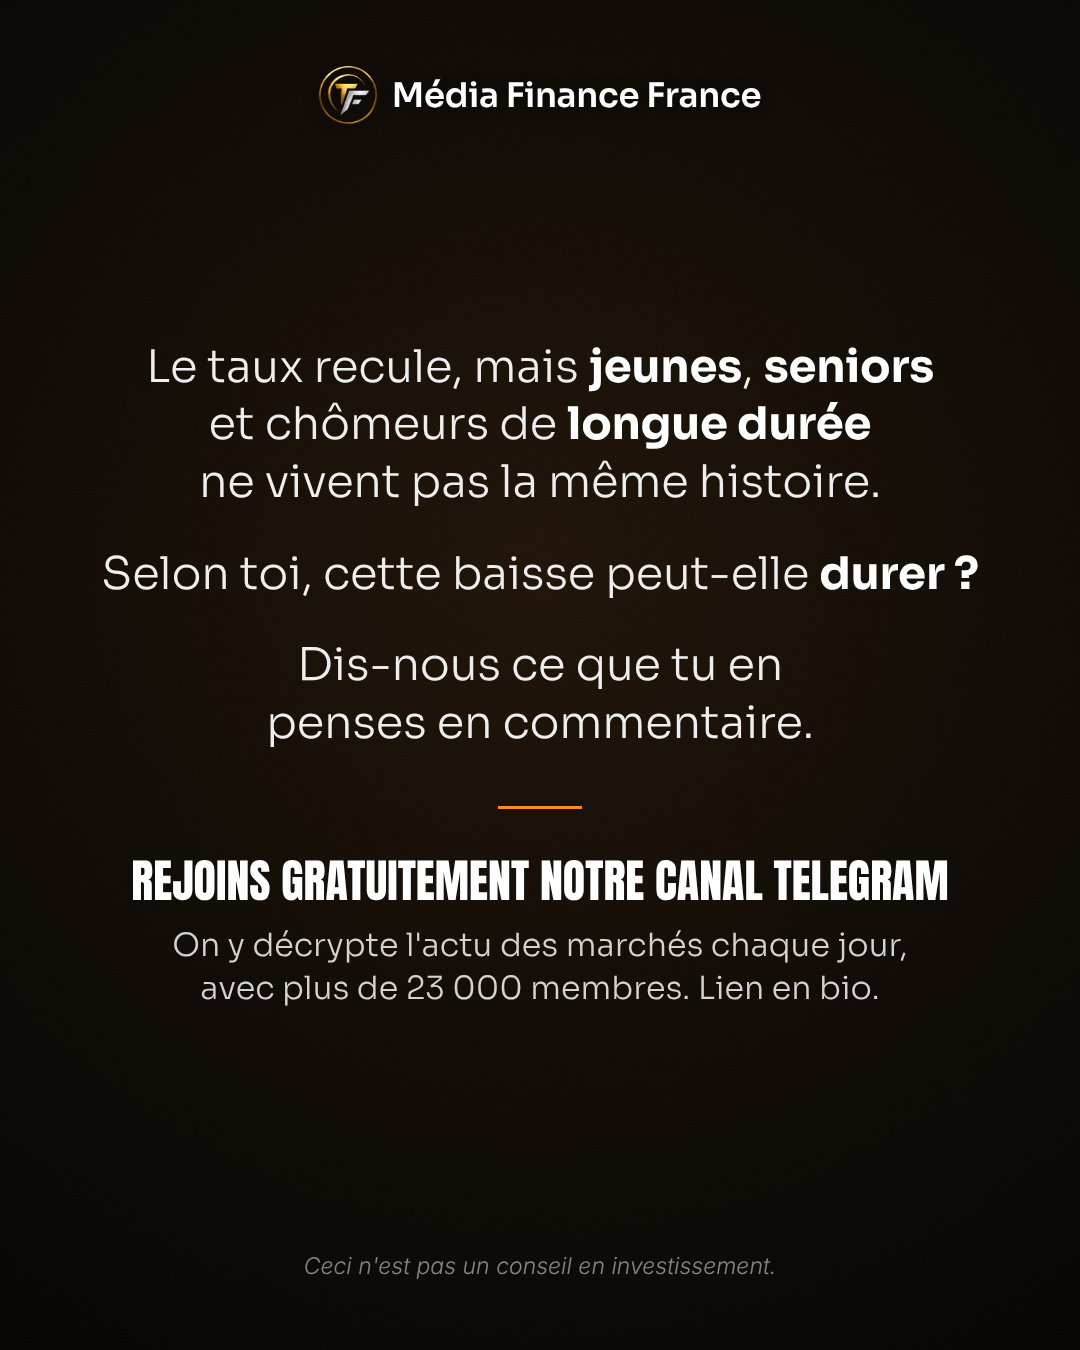 TF Média Finance France
Le taux recule, mais jeunes, seniors
et chômeurs de longue durée
ne vivent pas la même histoire.
Selon toi, cette baisse peut-elle durer ?
Dis-nous ce que tu en
penses en commentaire.
REJOINS GRATUITEMENT NOTRE CANAL TELEGRAM
On y décrypte l'actu des marchés chaque jour,
avec plus de 23 000 membres. Lien en bio.
Ceci n'est pas un conseil en investissement.